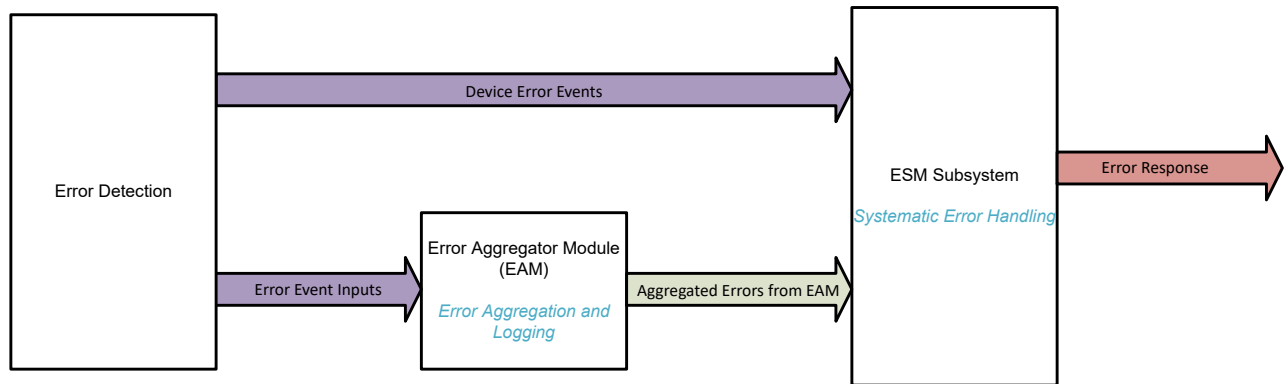 Device Error Events
Error Detection
ESM Subsystem
Systematic Error Handling
Error Response
Error Aggregator Module
(EAM)
Error Aggregation and
Logging
Error Event Inputs
Aggregated Errors from EAM